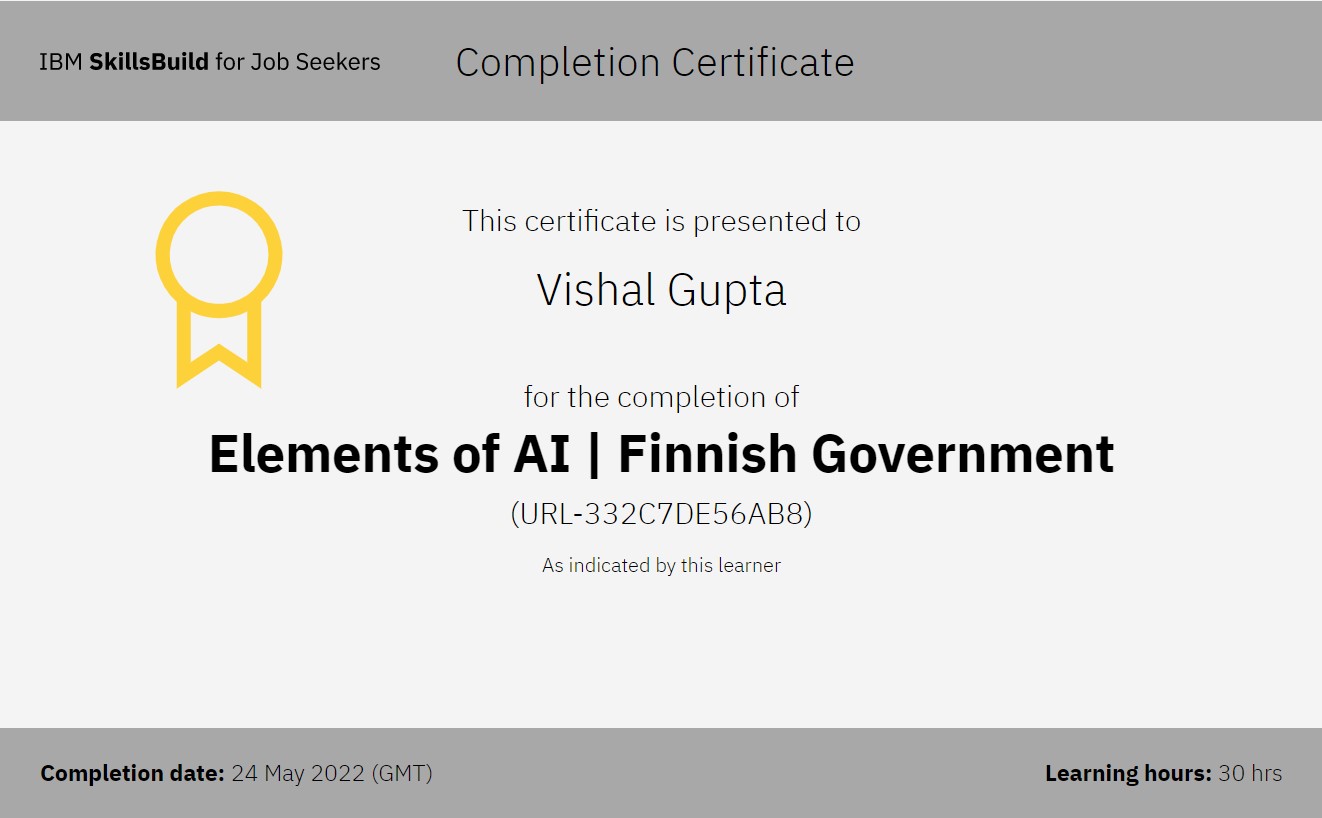 IBM SkillsBuild for Job Seekers
Completion Certificate
This certificate is presented to
Vishal Gupta
for the completion of
Elements of AI | Finnish Government
(URL-332C7DE56AB8)
As indicated by this learner
Completion date: 24 May 2022 (GMT)
Learning hours: 30 hrs